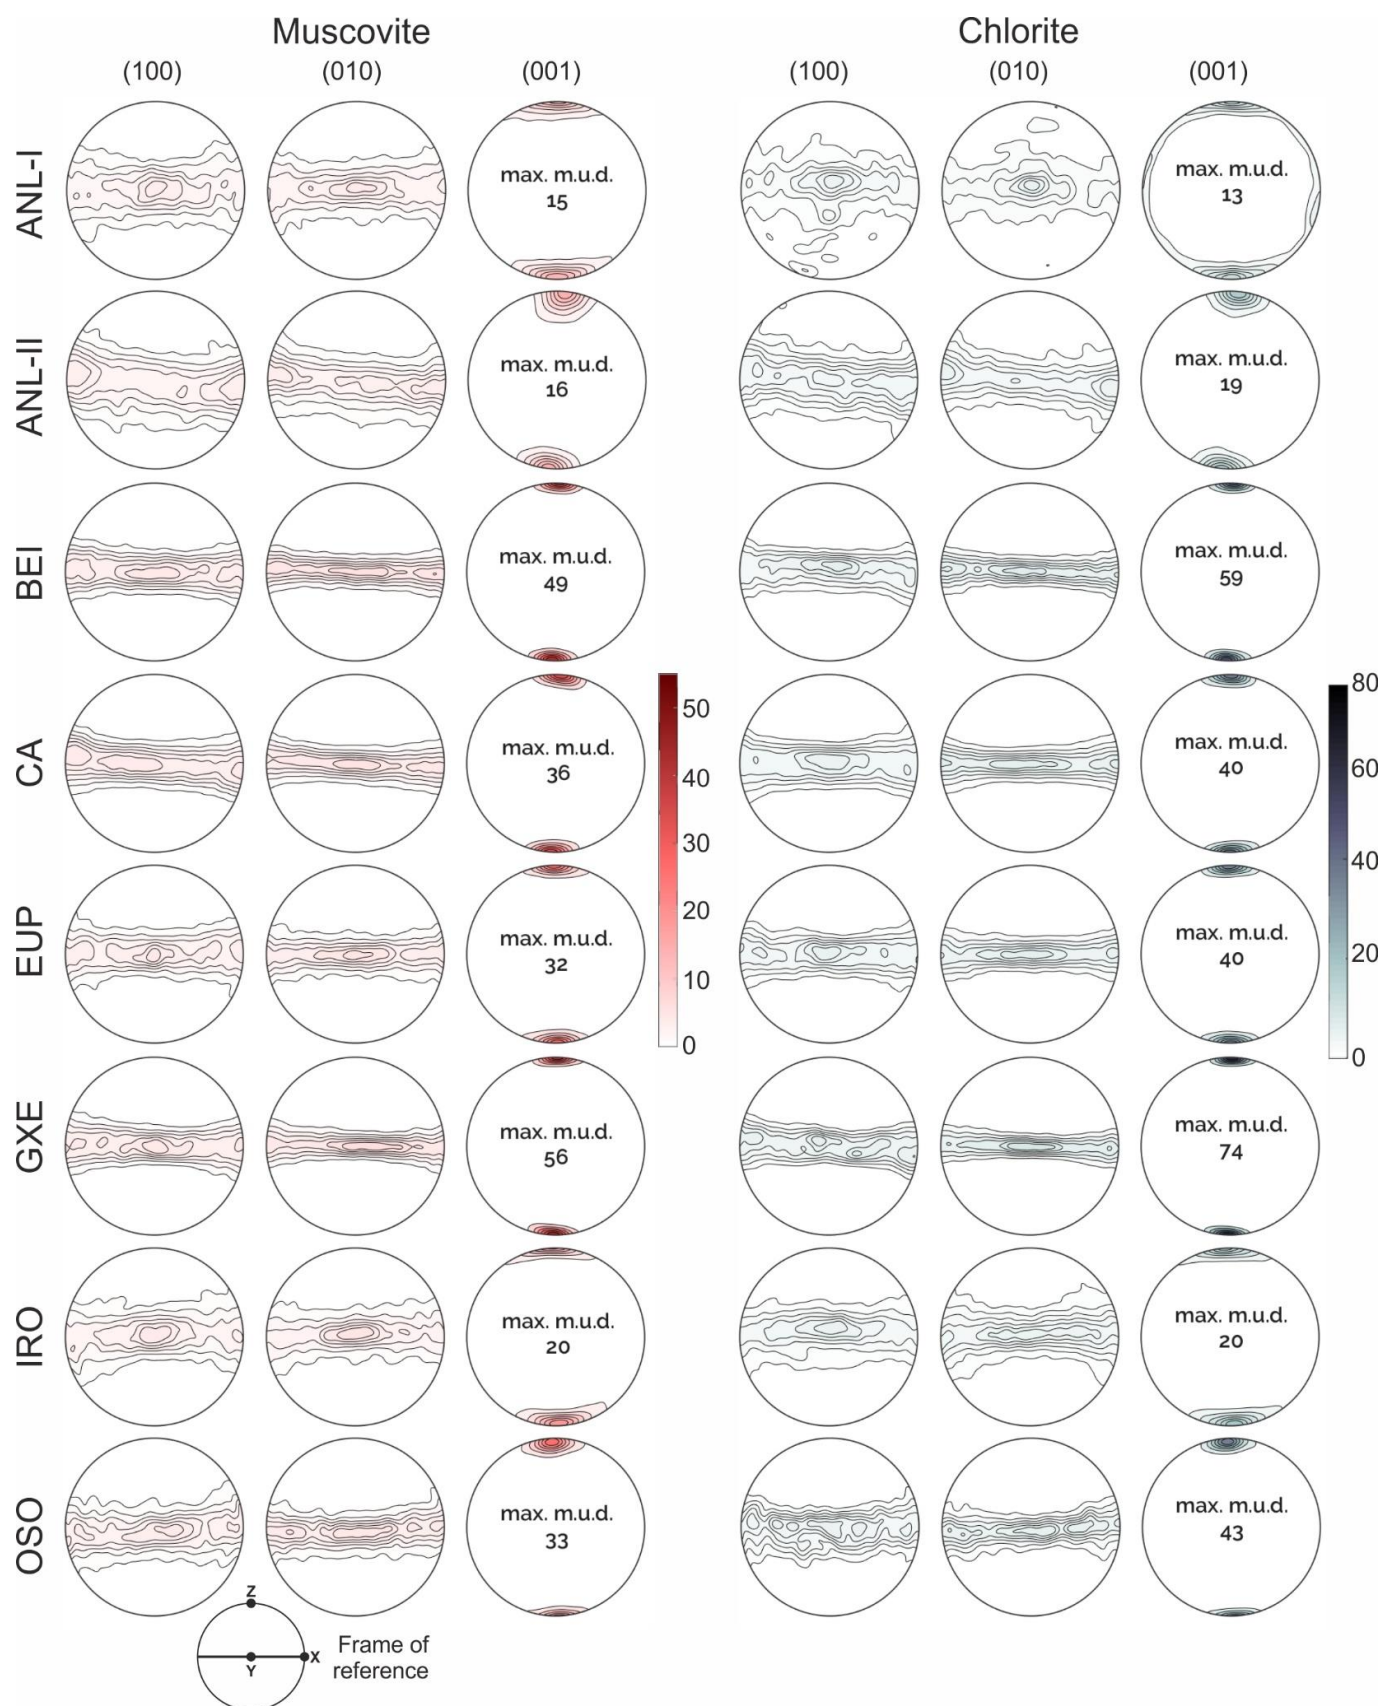 Muscovite Chlorite
(100) (010) (001) (100) (010) (001)
ANL-I
max. m.u.d.
15
max. m.u.d.
13
ANL-II
max. m.u.d.
16
max. m.u.d.
19
BEI
max. m.u.d.
49
max. m.u.d.
59
CA
max. m.u.d.
36
max. m.u.d.
40
EUP
max. m.u.d.
32
max. m.u.d.
40
50
40
30
20
10
0
80
60
40
20
0
GXE
max. m.u.d.
56
max. m.u.d.
74
IRO
max. m.u.d.
20
max. m.u.d.
20
OSO
max. m.u.d.
33
max. m.u.d.
43
Z
X
Y
Frame of
reference